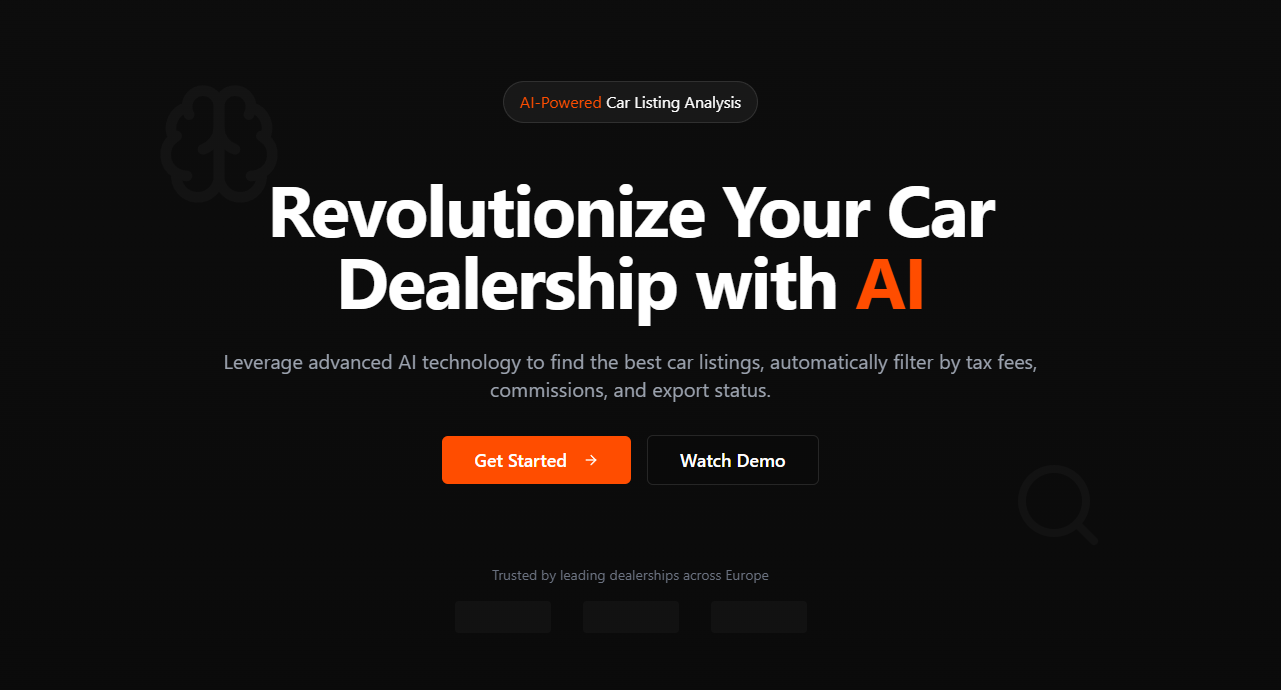 AI-Powered Car Listing Analysis
Revolutionize Your Car
Dealership with AI
Leverage advanced AI technology to find the best car listings, automatically filter by tax fees,
commissions, and export status.
Get Started
Watch Demo
Trusted by leading dealerships across Europe